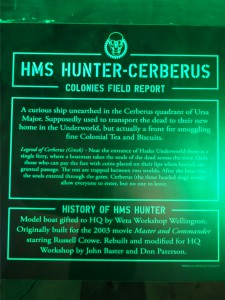 HMS HUNTER-CERBERUS
COLONIES FIELD REPORT
A curious ship unearthed in the Cerberus quadrant of Ursa
Major. Supposedly used to transport the dead to their new
home in the Underworld, but actually a front for smuggling
fine Colonial Tea and Biscuits.
Legend of Cerberus (Greek) - Near the entrance of Hades Underworld there is a
single ferry, where a boatman takes the souls of the dead across the river. Only
those who can pay the fare with coins placed on their lips when buried, are
granted passage. The rest are trapped between two worlds. After the boat ride
the souls entered through the gates. Cerberus (the three headed dog) would
allow everyone to enter, but no one to leave.
HISTORY OF HMS HUNTER
Model boat gifted to HQ by Weta Workshop Wellington.
Originally built for the 2003 movie Master and Commander
starring Russell Crowe. Rebuilt and modified for HQ
Workshop by John Baster and Don Paterson.